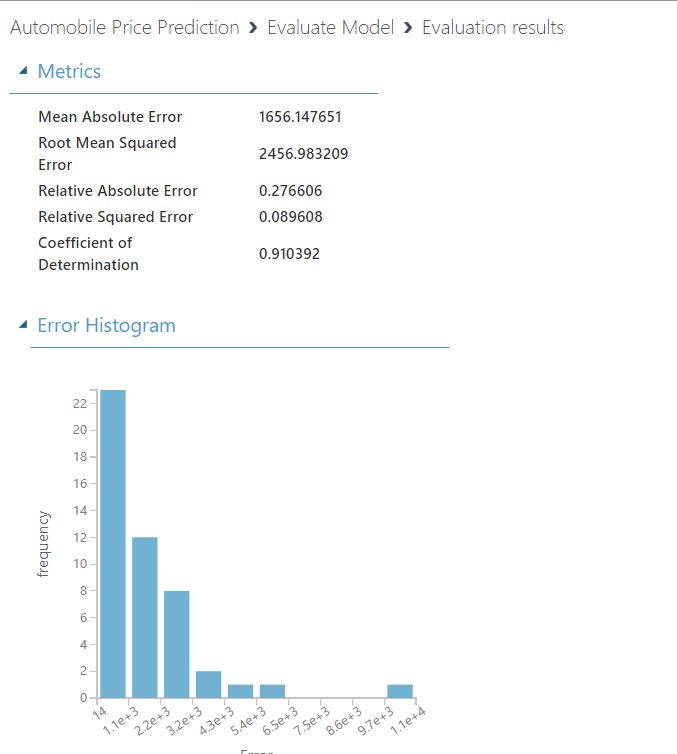 Automobile Price Prediction › Evaluate Model › Evaluation results
Metrics
Mean Absolute Error 1656.147651
Root Mean Squared
Error 2456.983209
Relative Absolute Error 0.276606
Relative Squared Error 0.089608
Coefficient of
Determination 0.910392
Error Histogram
22
20
18
16
14
12
10
8
6
4
2
0
frequency
14 1.1e+3 2.2e+3 3.2e+3 4.3e+3 5.4e+3 6.5e+3 7.5e+3 8.6e+3 9.7e+3 1.1e+4
Error